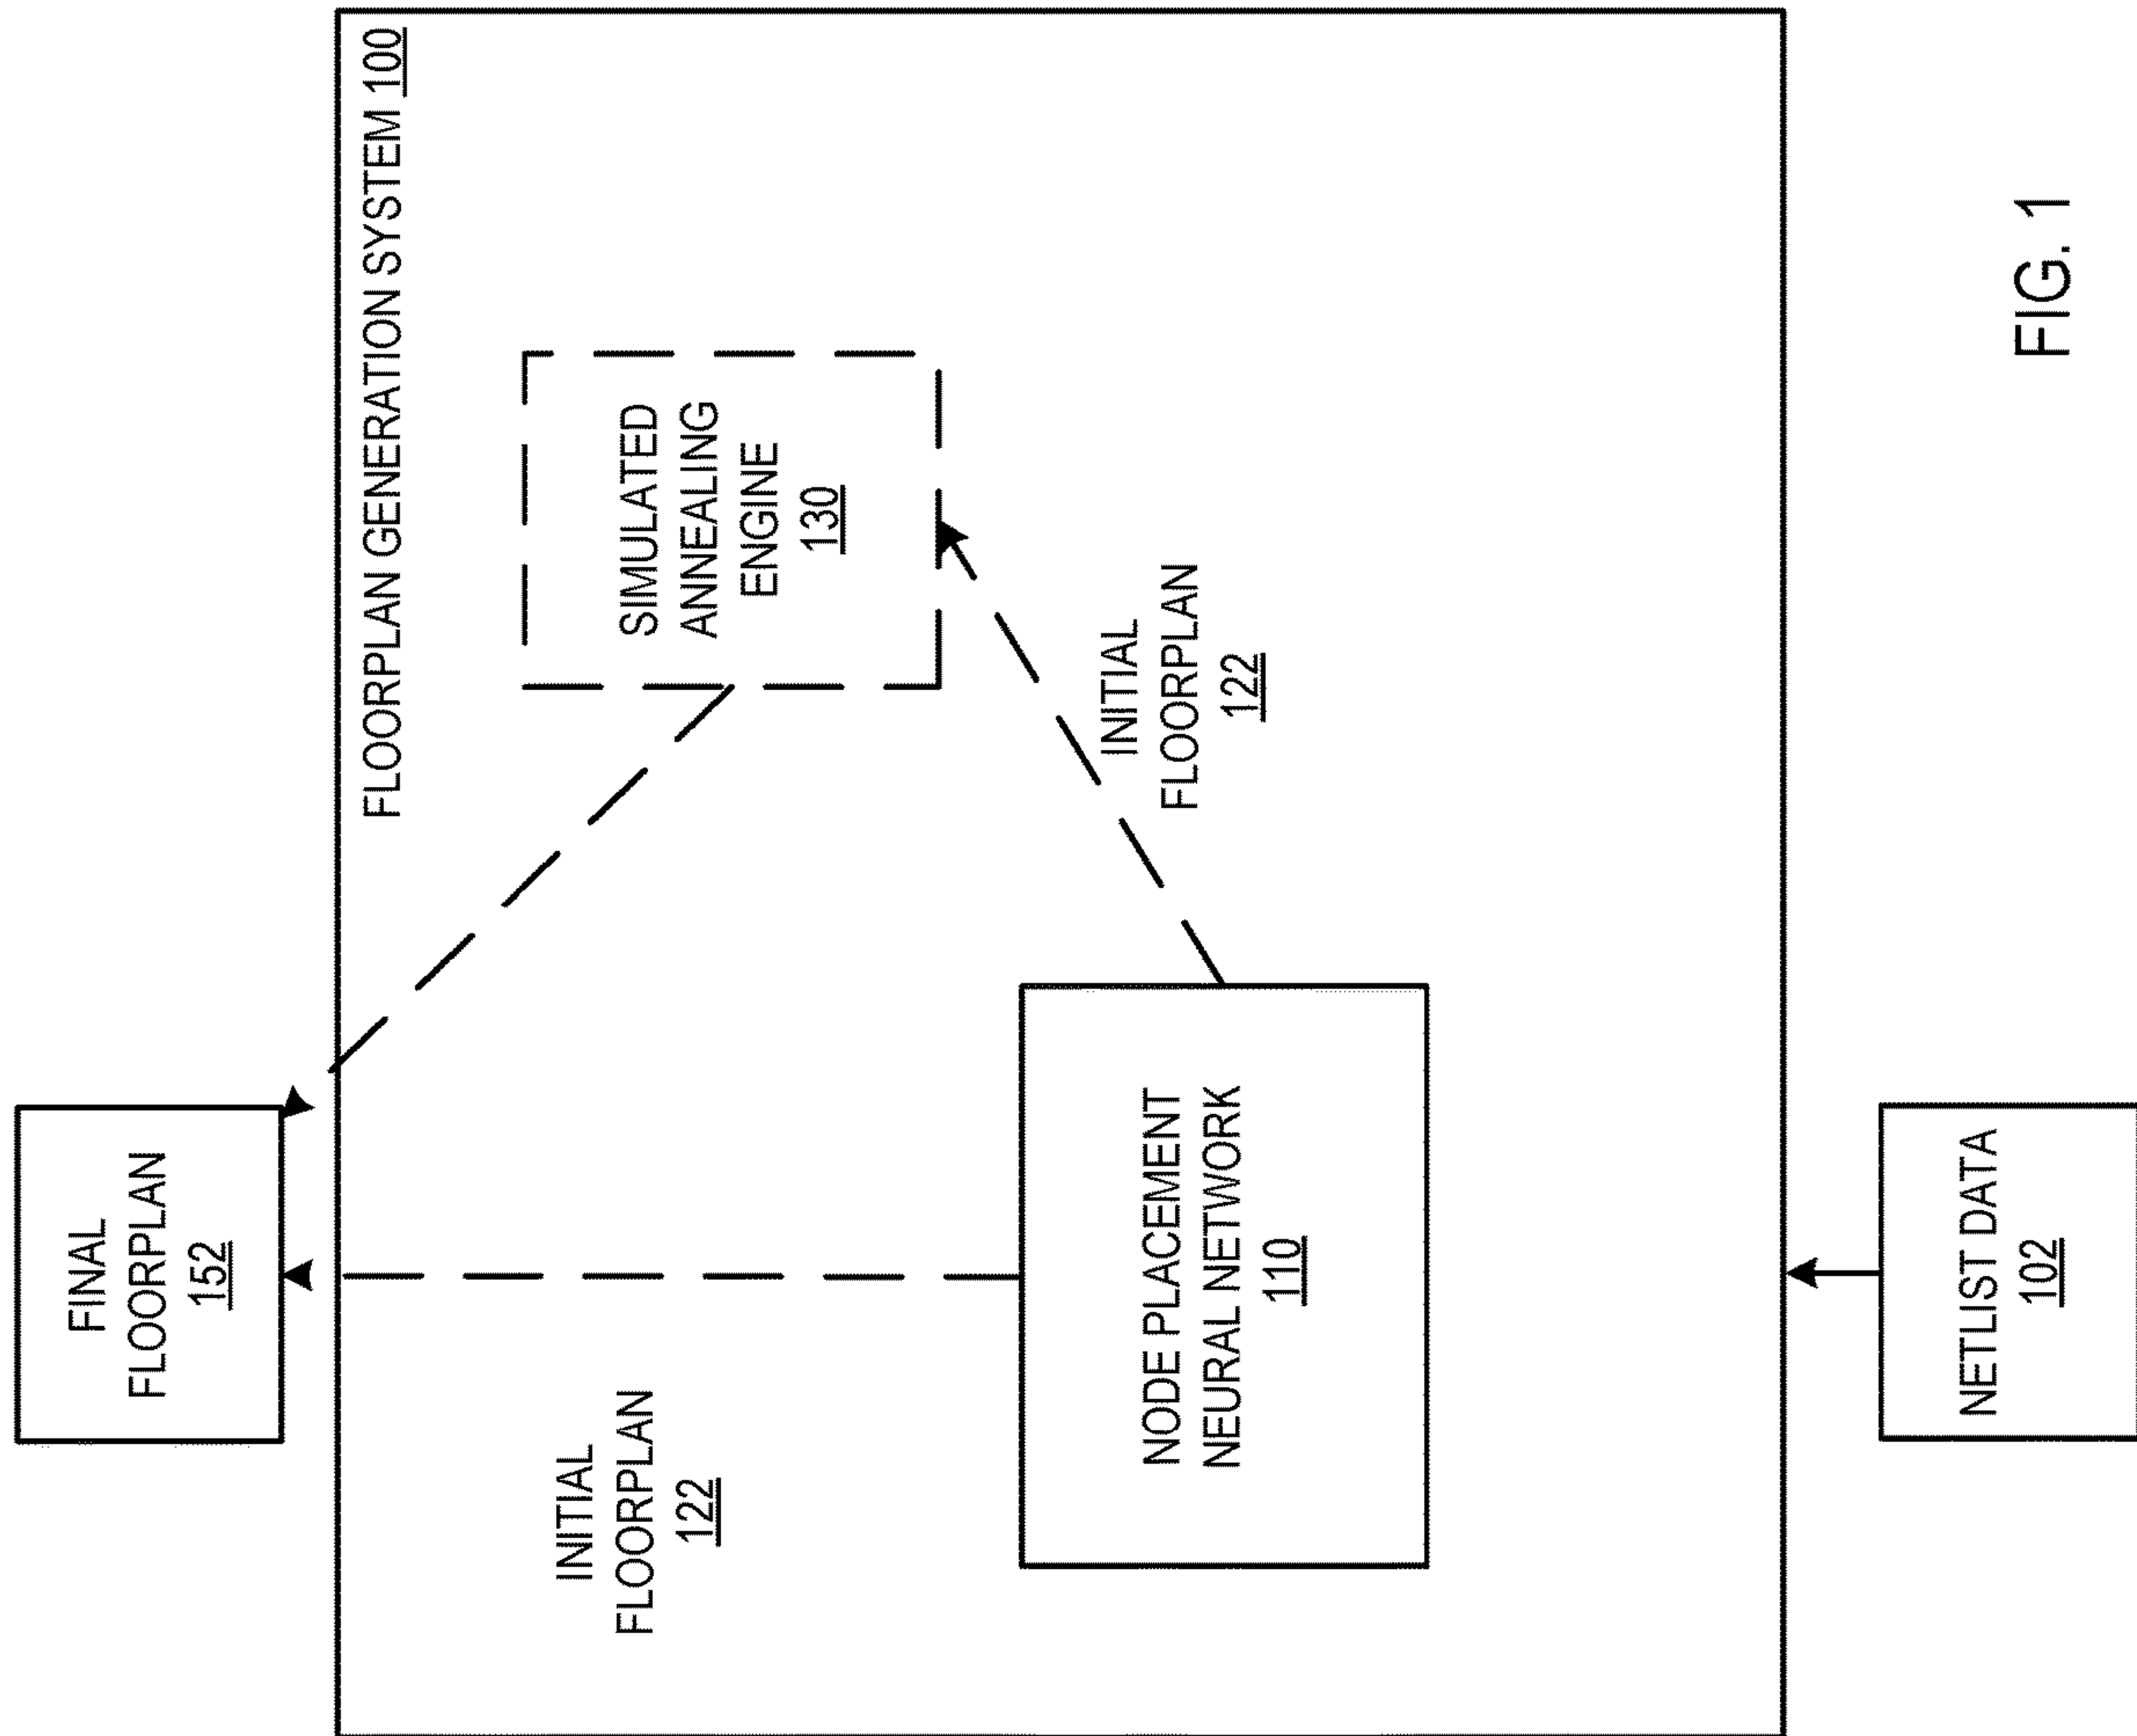 FLOORPLAN GENERATION SYSTEM 100
FINAL
FLOORPLAN
152
INITIAL
FLOORPLAN
122
SIMULATED
ANNEALING
ENGINE
130
INITIAL
FLOORPLAN
122
NODE PLACEMENT
NEURAL NETWORK
110
NETLIST DATA
102
FIG. 1